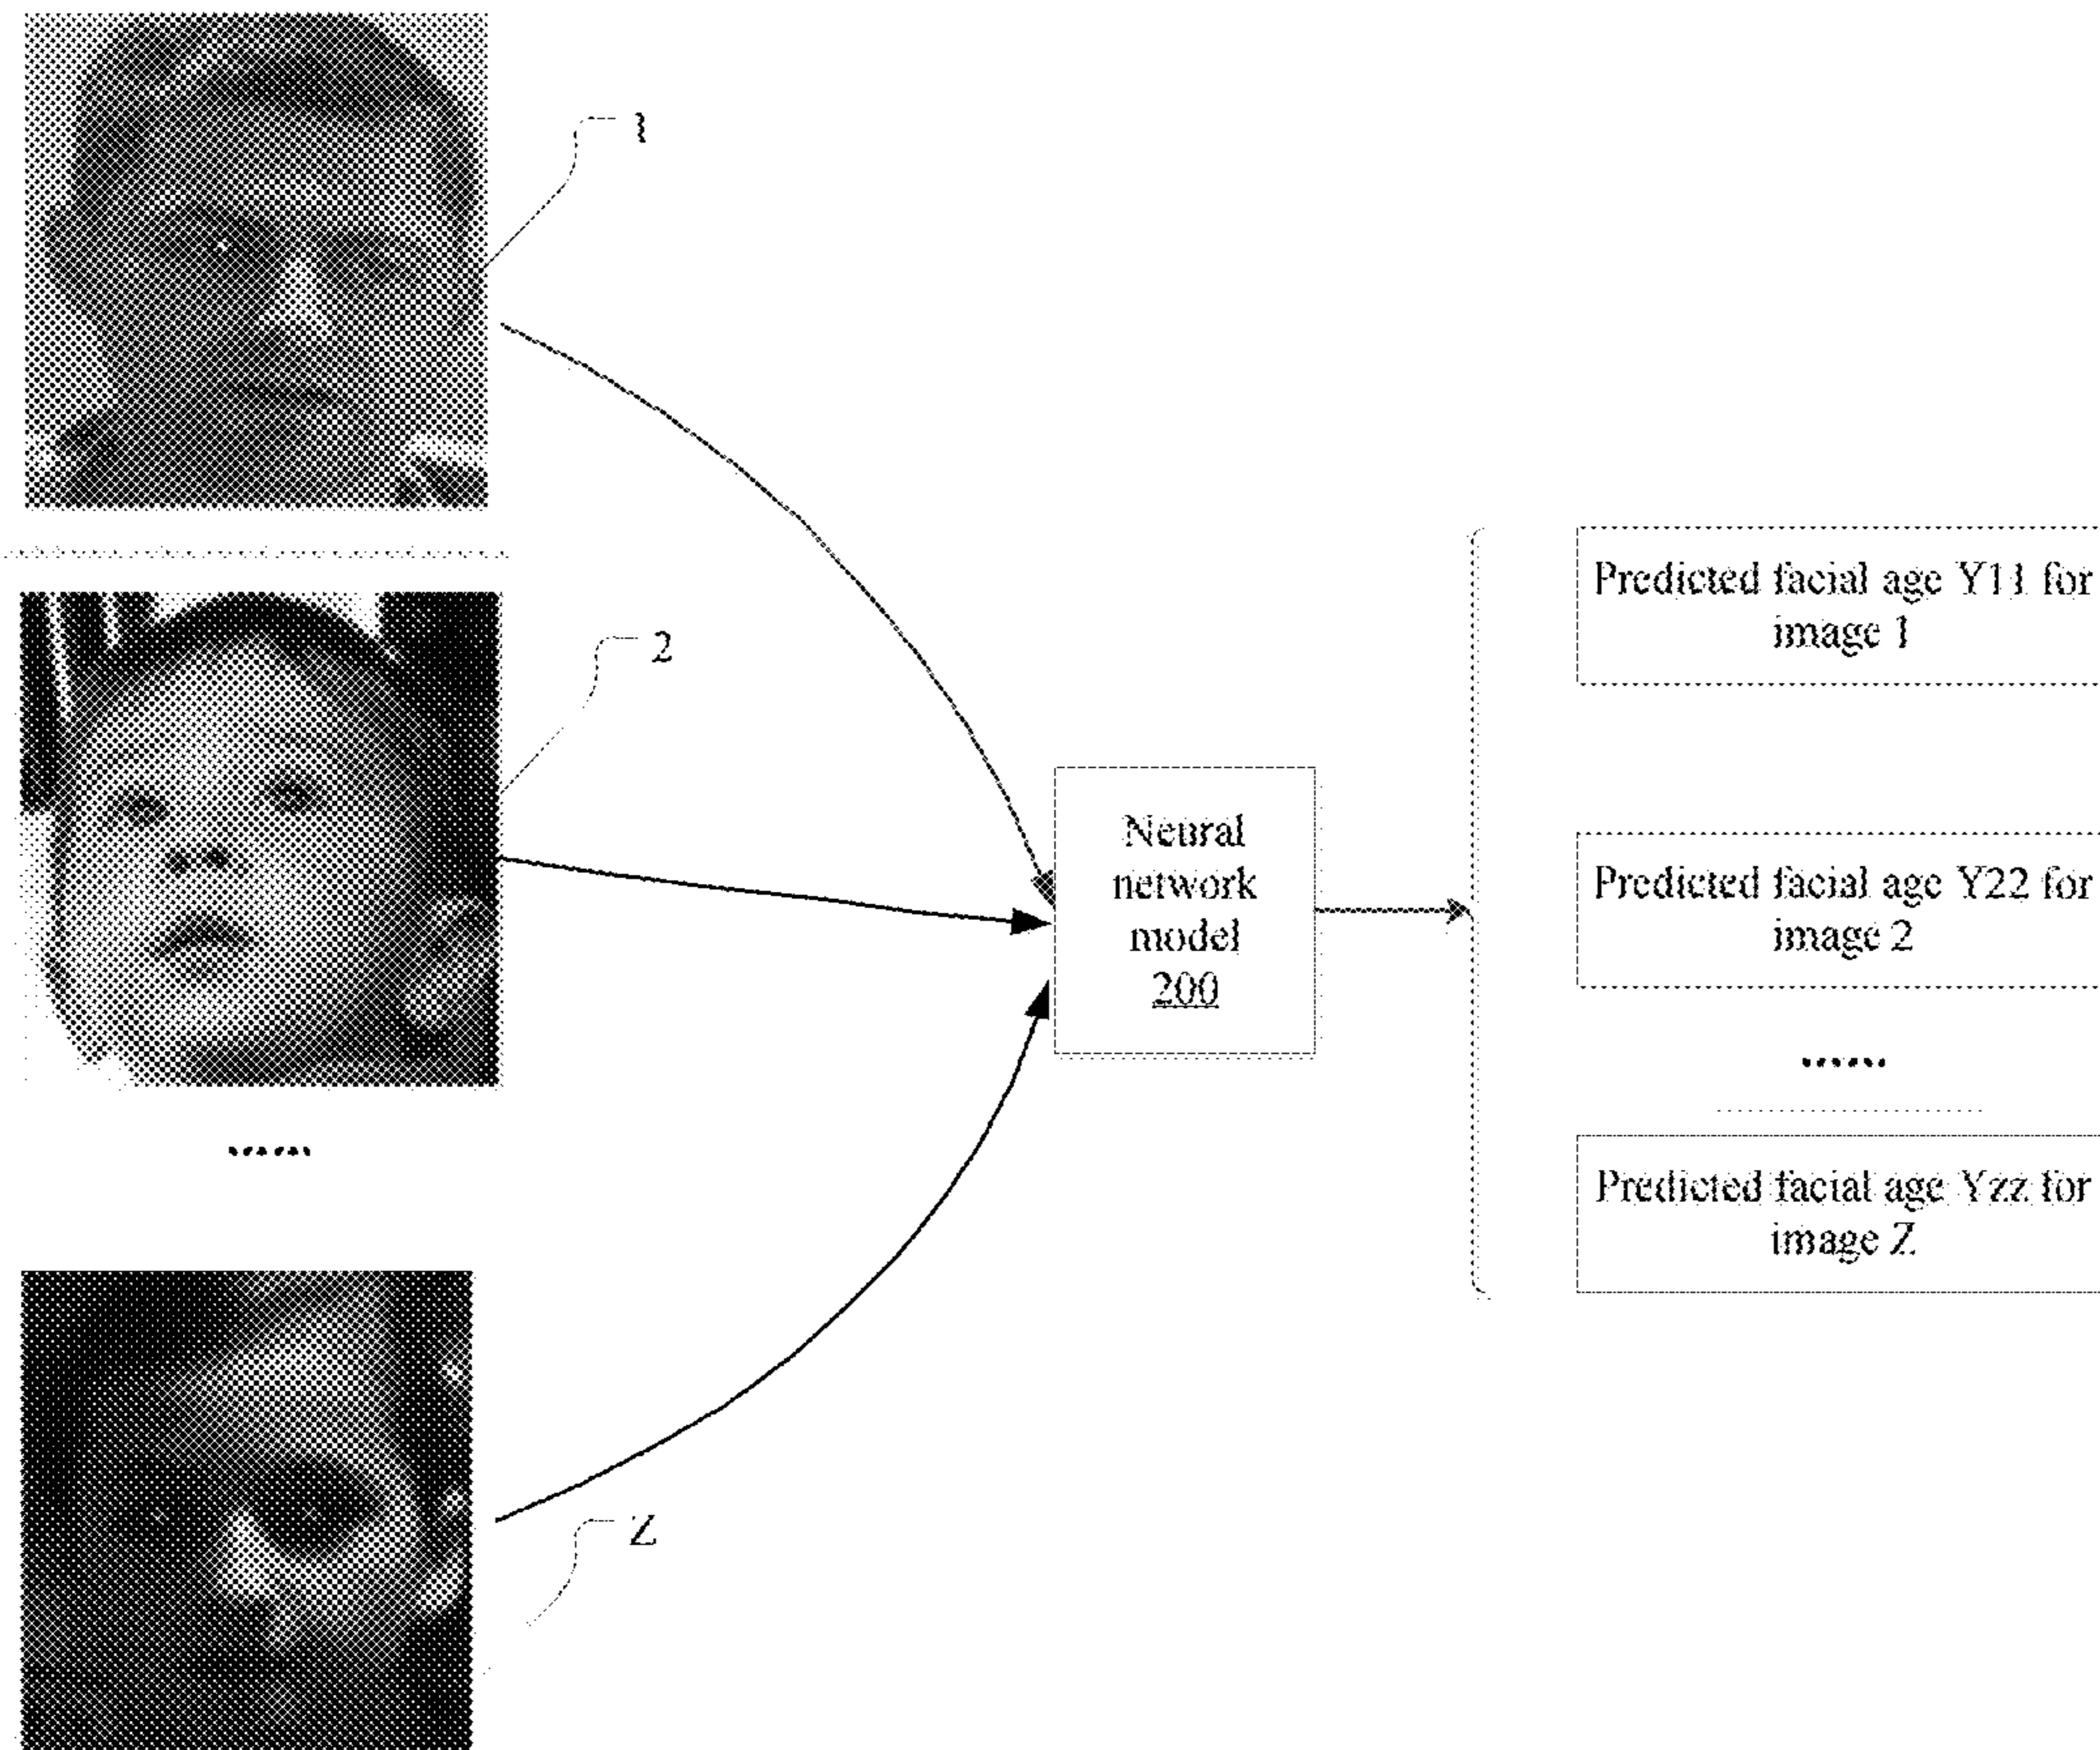 1
2
......
Z
Neural
network
model
200
Predicted facial age Y11 for
image 1
Predicted facial age Y22 for
image 2
......
Predicted facial age Yzz for
image Z